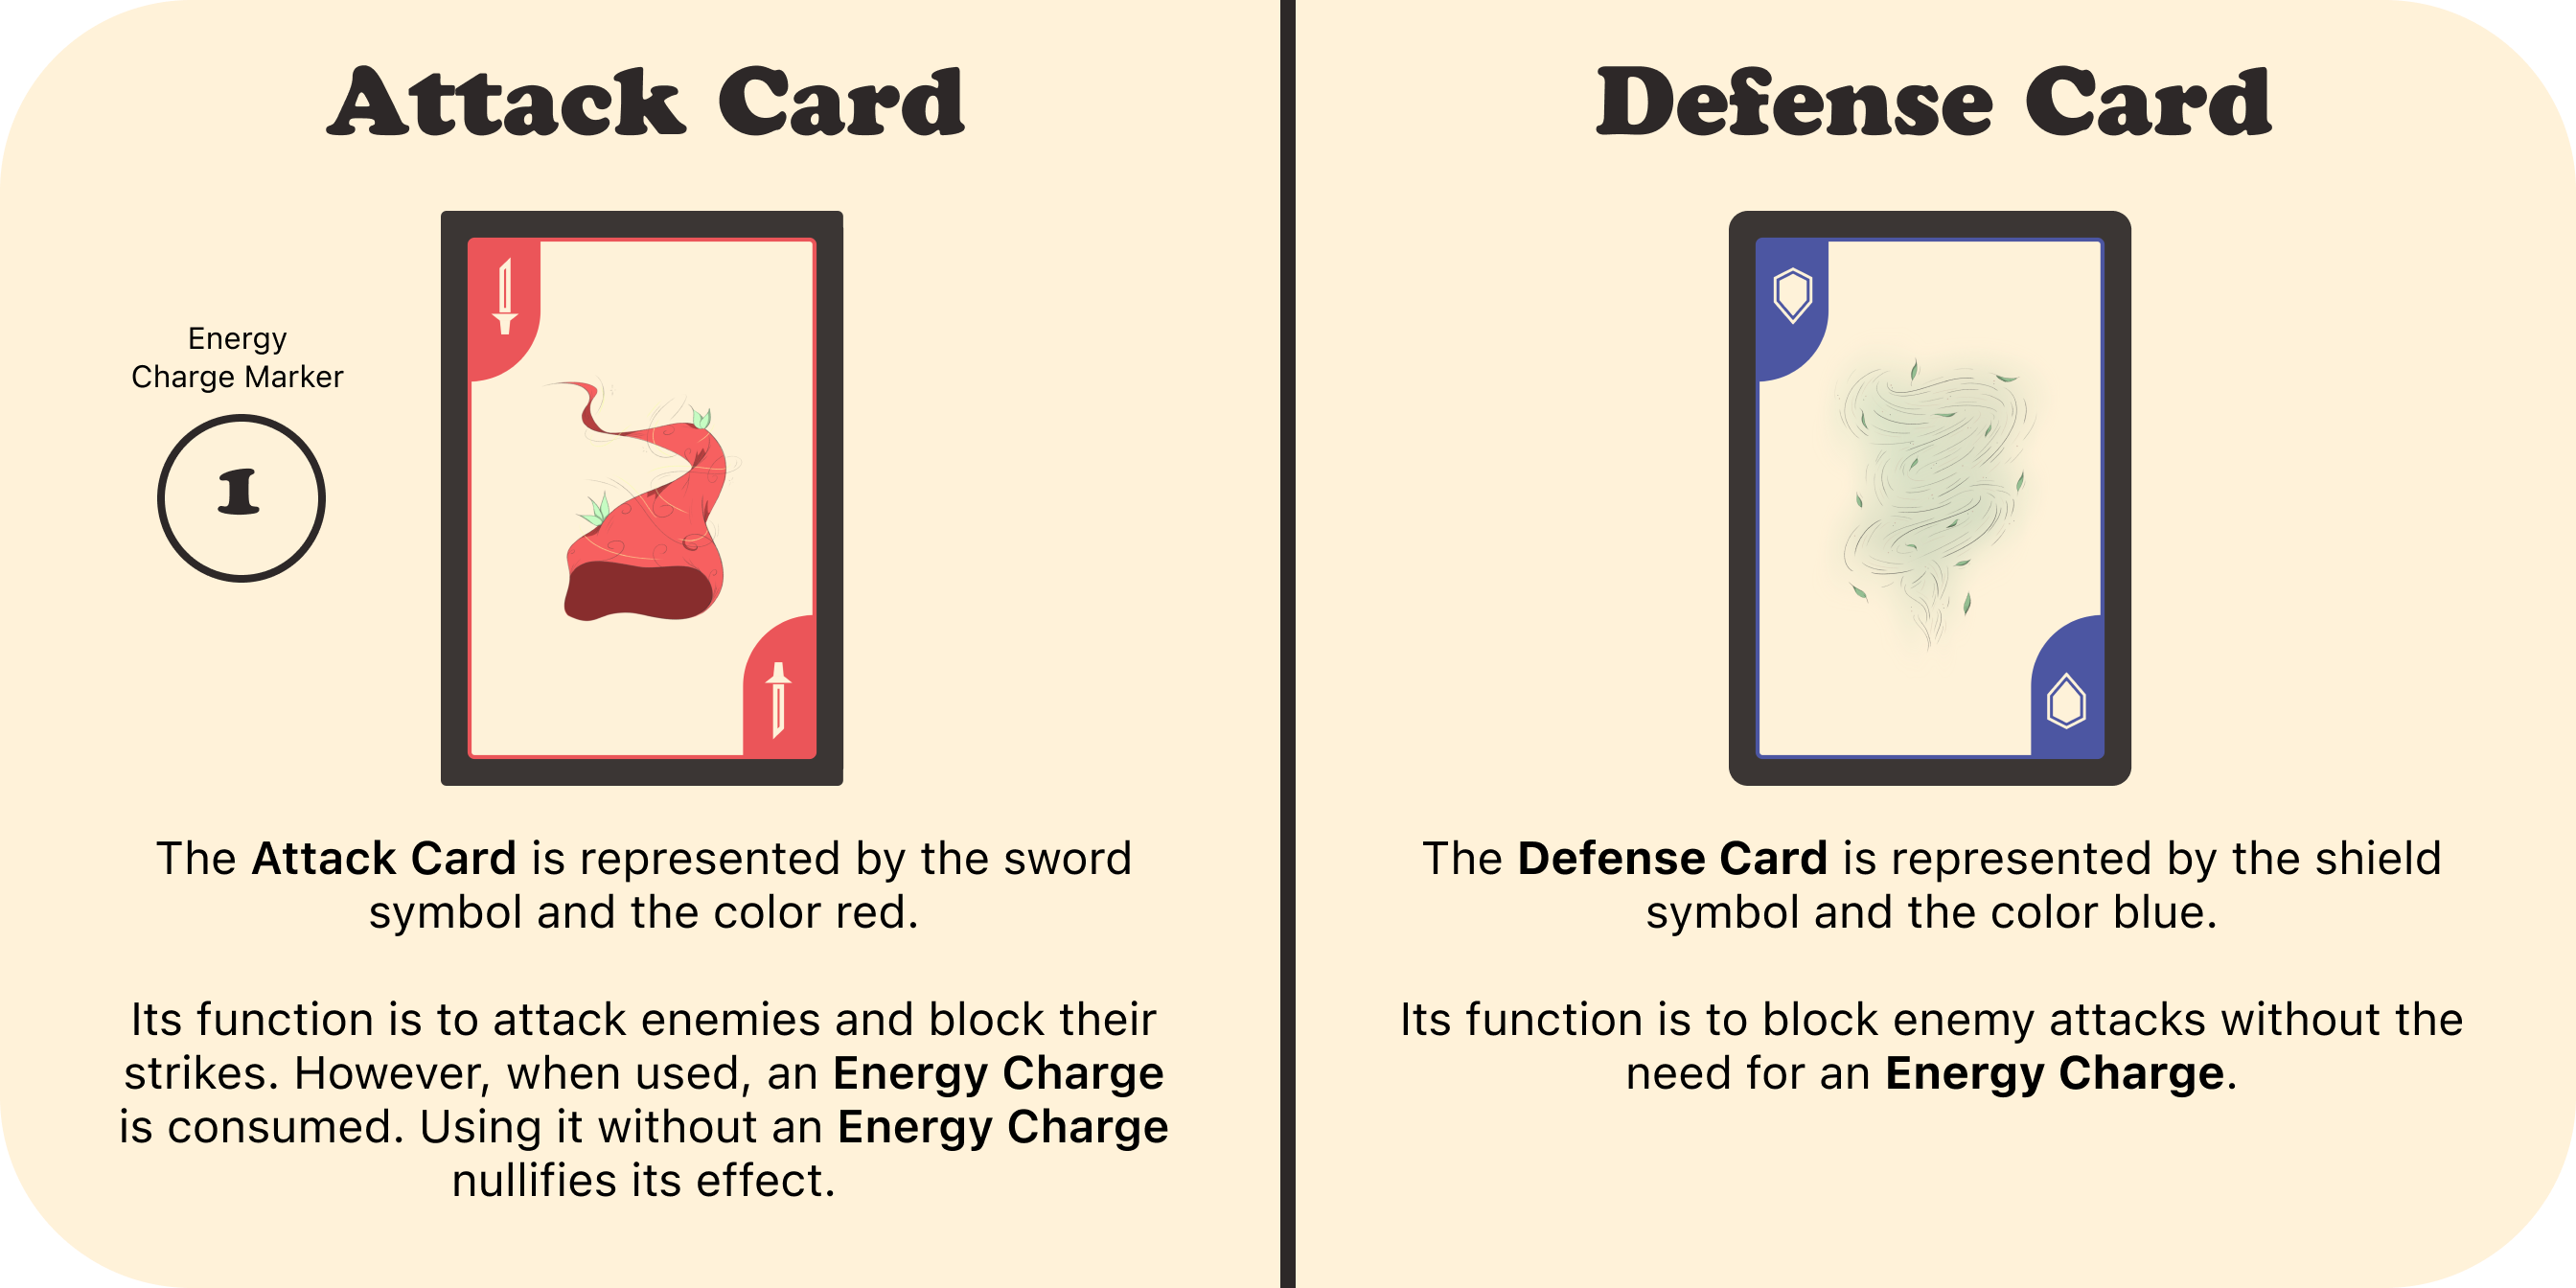 Attack Card
Energy
Charge Marker
1
The Attack Card is represented by the sword
symbol and the color red.
Its function is to attack enemies and block their
strikes. However, when used, an Energy Charge
is consumed. Using it without an Energy Charge
nullifies its effect.
Defense Card
The Defense Card is represented by the shield
symbol and the color blue.
Its function is to block enemy attacks without the
need for an Energy Charge.